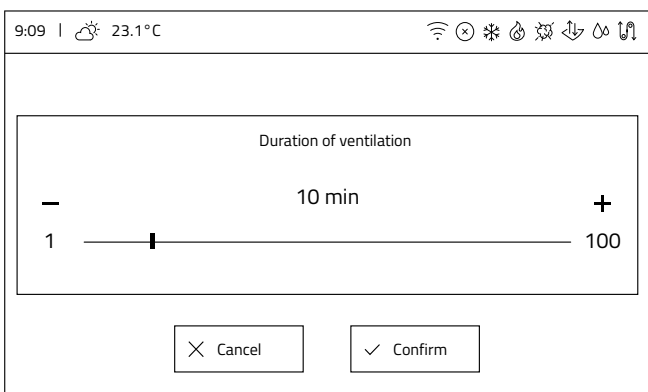 9:09 | 23.1°C
Duration of ventilation
10 min
− +
1 100
Cancel Confirm